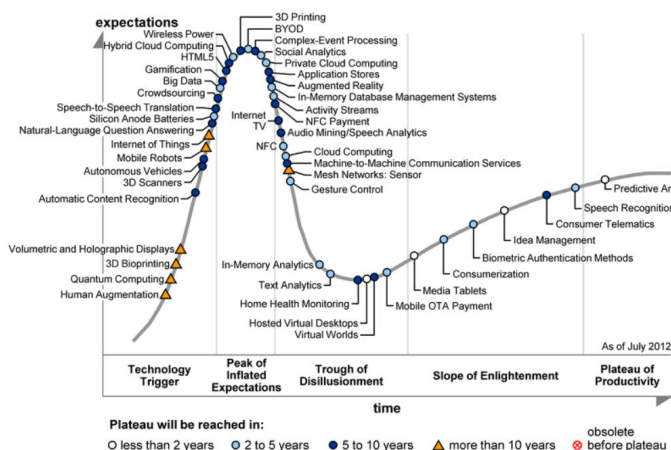 expectations
3D Printing
BYOD
Wireless Power
Complex-Event Processing
Hybrid Cloud Computing
Social Analytics
HTML5
Private Cloud Computing
Gamification
Application Stores
Big Data
Augmented Reality
Crowdsourcing
In-Memory Database Management Systems
Speech-to-Speech Translation
Activity Streams
Silicon Anode Batteries
NFC Payment
Internet
TV
Natural-Language Question Answering
Audio Mining/Speech Analytics
Internet of Things
NFC
Cloud Computing
Mobile Robots
Machine-to-Machine Communication Services
Autonomous Vehicles
Mesh Networks: Sensor
3D Scanners
Gesture Control
Automatic Content Recognition
Predictive
Speech Recognition
Consumer Telematics
Idea Management
Volumetric and Holographic Displays
Biometric Authentication Methods
3D Bioprinting
In-Memory Analytics
Consumerization
Quantum Computing
Text Analytics
Media Tablets
Human Augmentation
Home Health Monitoring
Mobile OTA Payment
Hosted Virtual Desktops
Virtual Worlds
As of July 2012
Technology
Trigger
Peak of
Inflated
Expectations
Trough of
Disillusionment
Slope of Enlightenment
Plateau of
Productivity
time
Plateau will be reached in:
less than 2 years
2 to 5 years
5 to 10 years
more than 10 years
obsolete
before plateau